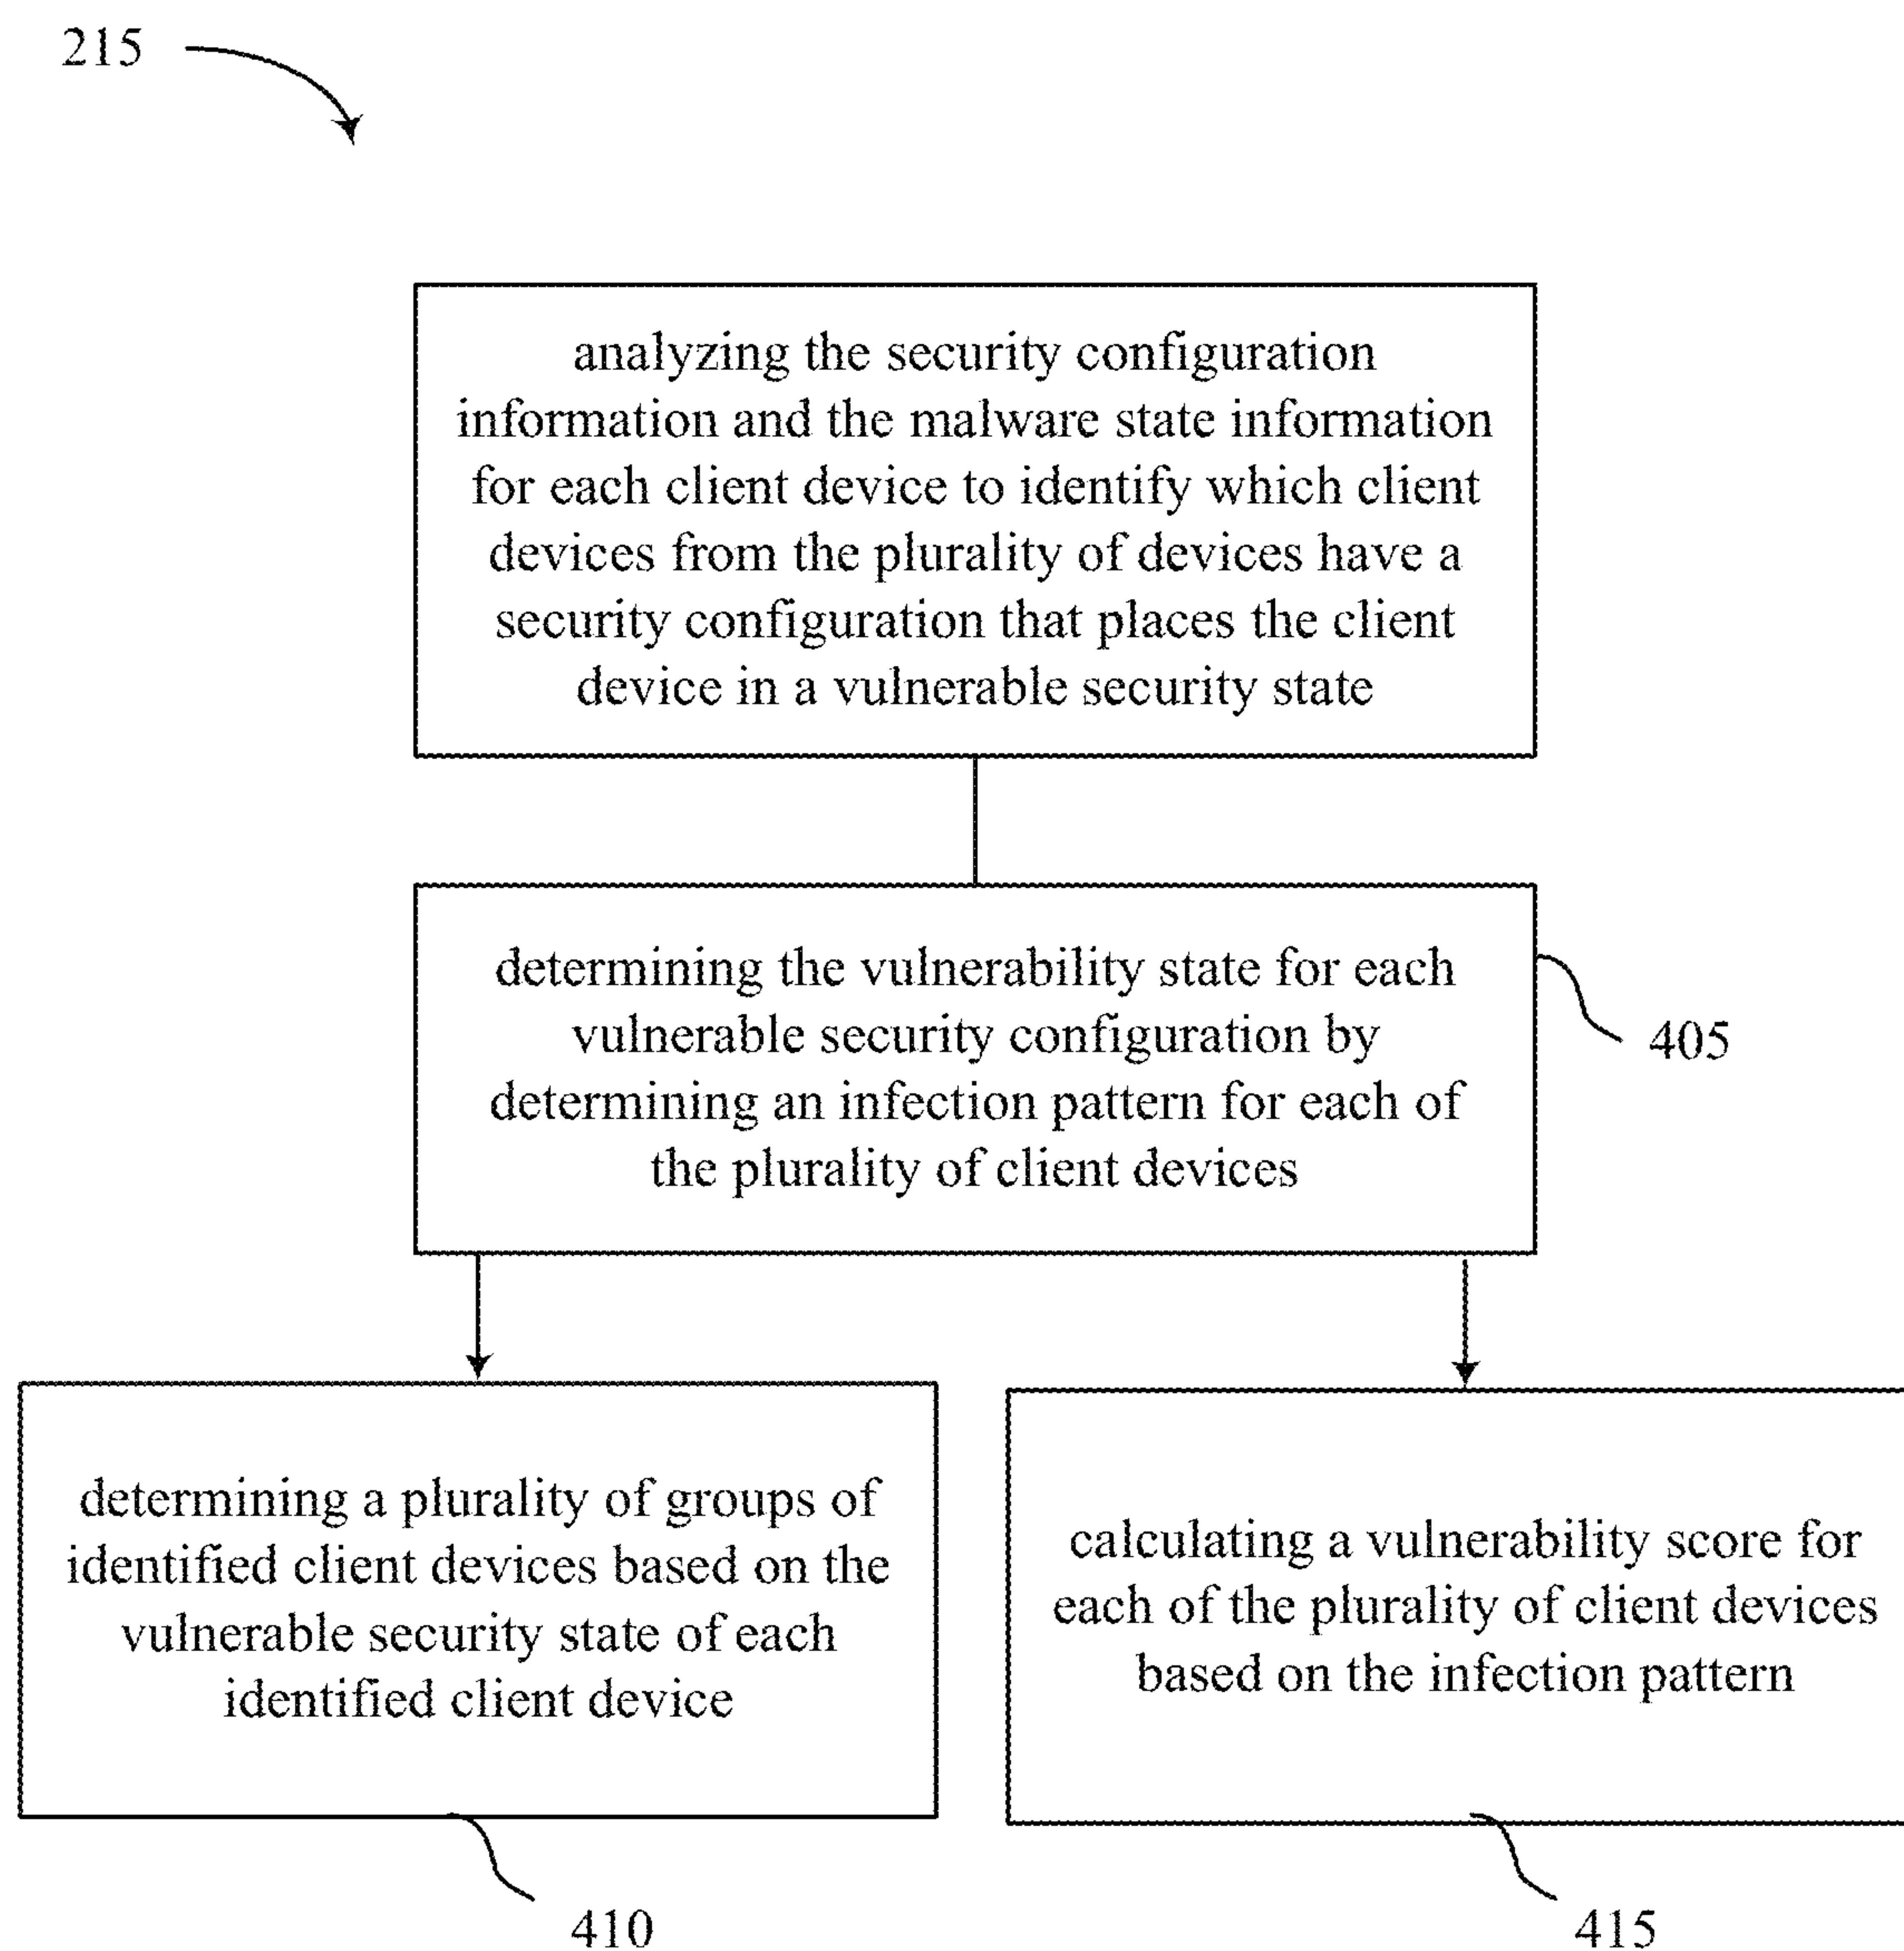 215
analyzing the security configuration
information and the malware state information
for each client device to identify which client
devices from the plurality of devices have a
security configuration that places the client
device in a vulnerable security state
determining the vulnerability state for each
vulnerable security configuration by
determining an infection pattern for each of
the plurality of client devices
405
determining a plurality of groups of
identified client devices based on the
vulnerable security state of each
identified client device
410
calculating a vulnerability score for
each of the plurality of client devices
based on the infection pattern
415